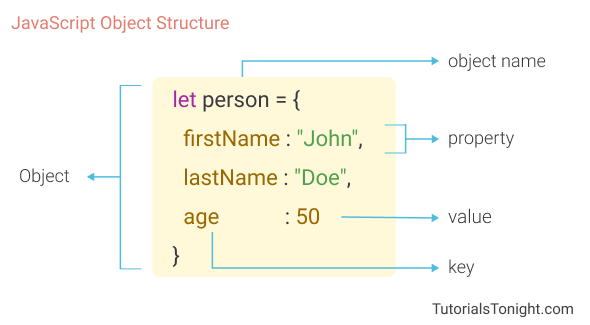 JavaScript Object Structure
object name
let person = {
firstName : "John",
property
Object
lastName : "Doe",
age : 50
value
}
key
TutorialsTonight.com